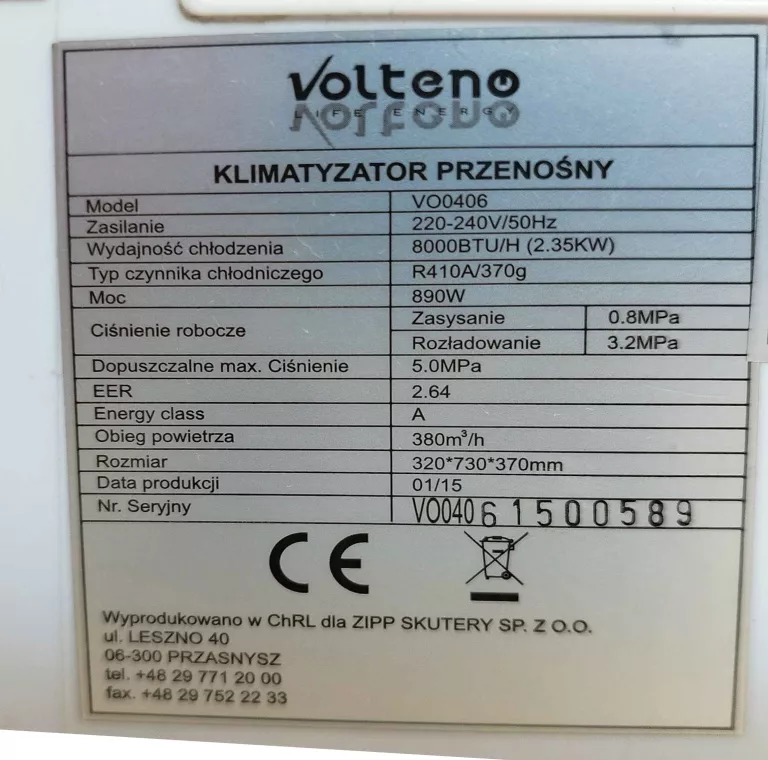 Volteno
LIFE ENERGY
KLIMATYZATOR PRZENOŚNY
Model VO0406
Zasilanie 220-240V/50Hz
Wydajność chłodzenia 8000BTU/H (2.35KW)
Typ czynnika chłodniczego R410A/370g
Moc 890W
Ciśnienie robocze Zasysanie 0.8MPa
Rozładowanie 3.2MPa
Dopuszczalne max. Ciśnienie 5.0MPa
EER 2.64
Energy class A
Obieg powietrza 380m³/h
Rozmiar 320*730*370mm
Data produkcji 01/15
Nr. Seryjny VO04061500589
CE
Wyprodukowano w ChRL dla ZIPP SKUTERY SP. Z O.O.
ul. LESZNO 40
06-300 PRZASNYSZ
tel. +48 29 771 20 00
fax. +48 29 752 22 33